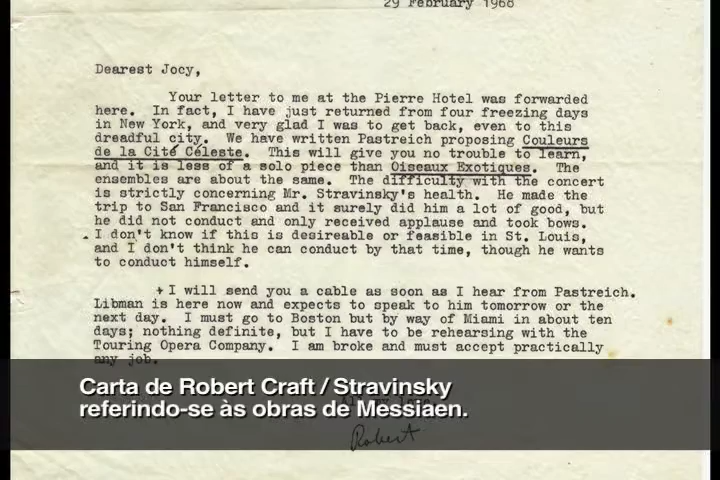 29 February 1968
Dearest Jocy,
Your letter to me at the Pierre Hotel was forwarded
here. In fact, I have just returned from four freezing days
in New York, and very glad I was to get back, even to this
dreadful city. We have written Pastreich proposing Couleurs
de la Cité Céleste. This will give you no trouble to learn,
and it is less of a solo piece than Oiseaux Exotiques. The
ensembles are about the same. The difficulty with the concert
is strictly concerning Mr. Stravinsky's health. He made the
trip to San Francisco and it surely did him a lot of good, but
he did not conduct and only received applause and took bows.
I don't know if this is desireable or feasible in St. Louis,
and I don't think he can conduct by that time, though he wants
to conduct himself.
+ I will send you a cable as soon as I hear from Pastreich.
Libman is here now and expects to speak to him tomorrow or the
next day. I must go to Boston but by way of Miami in about ten
days; nothing definite, but I have to be rehearsing with the
Touring Opera Company. I am broke and must accept practically
any job.
Carta de Robert Craft / Stravinsky
referindo-se às obras de Messiaen.
Robert